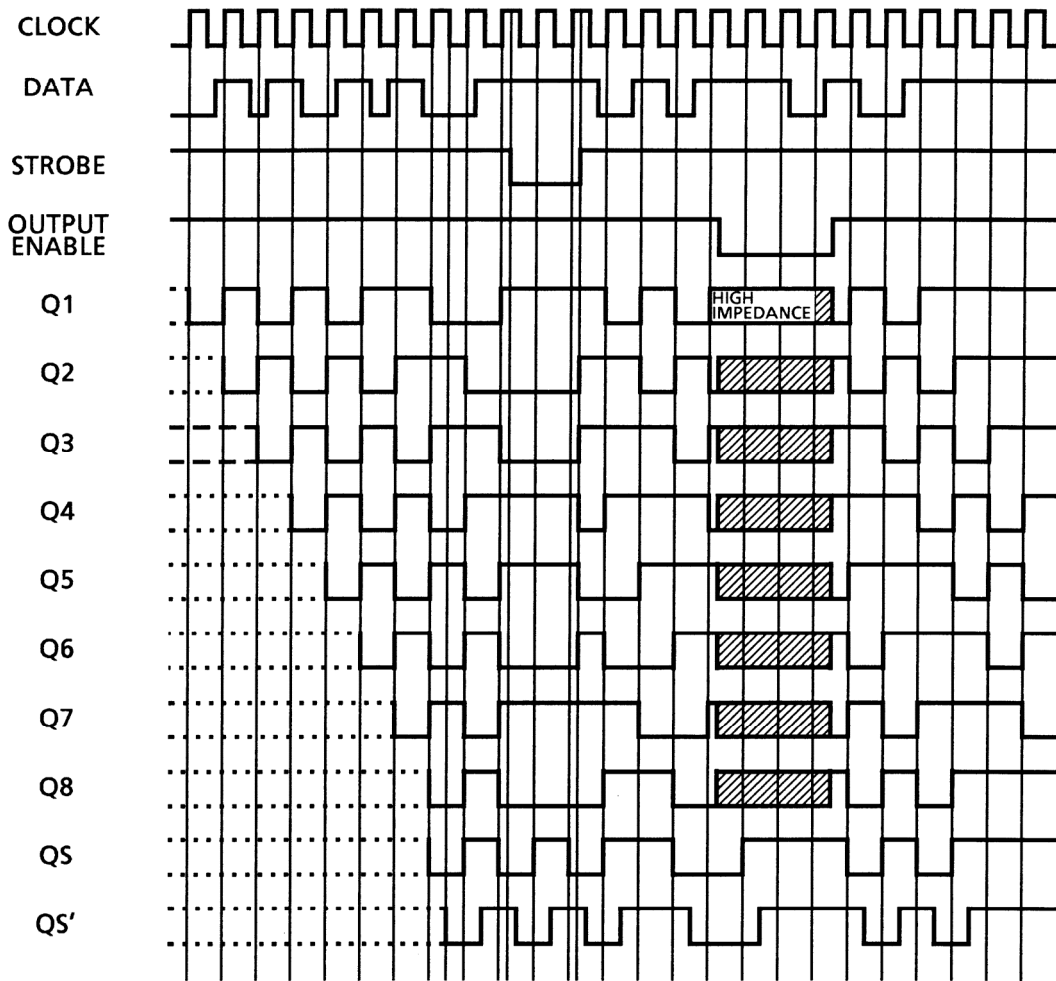 CLOCK
DATA
STROBE
OUTPUT
ENABLE
Q1
HIGH
IMPEDANCE
Q2
Q3
Q4
Q5
Q6
Q7
Q8
QS
QS'